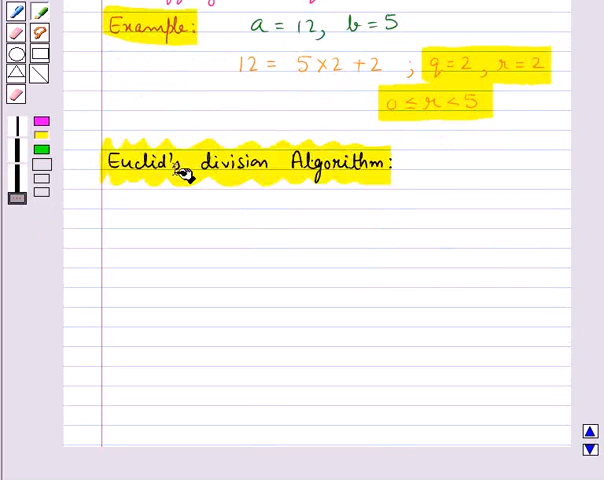 Example: a = 12, b = 5
12 = 5 × 2 + 2 ; q = 2, r = 2
0 ≤ r < 5
Euclid's division Algorithm: